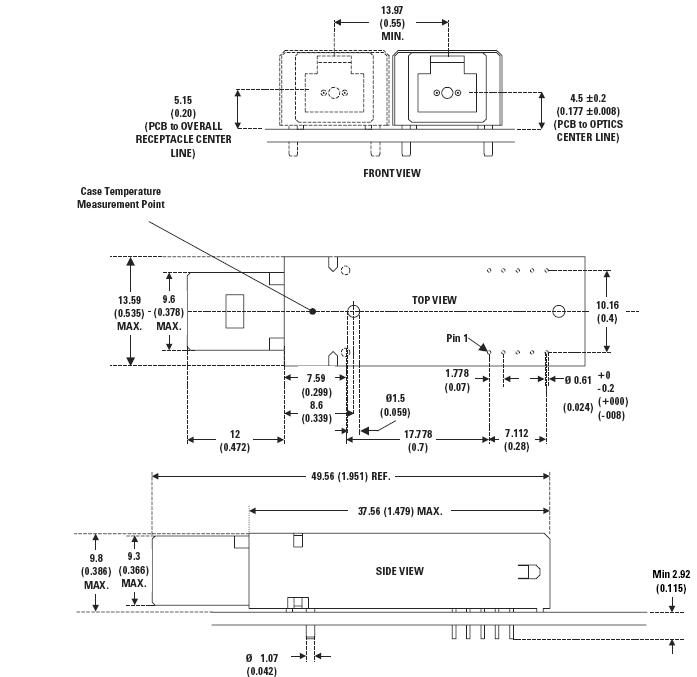 13.97
(0.55)
MIN.
5.15
(0.20)
(PCB to OVERALL
RECEPTACLE CENTER
LINE)
4.5 ±0.2
(0.177 ±0.008)
(PCB to OPTICS
CENTER LINE)
FRONT VIEW
Case Temperature
Measurement Point
13.59
(0.535)
MAX.
9.6
(0.378)
MAX.
TOP VIEW
10.16
(0.4)
Pin 1
7.59
(0.299)
8.6
(0.339)
Ø1.5
(0.059)
1.778
(0.07)
Ø 0.61 +0
-0.2
(0.024) (+000)
(-008)
12
(0.472)
17.778
(0.7)
7.112
(0.28)
49.56 (1.951) REF.
37.56 (1.479) MAX.
9.8
(0.386)
MAX.
9.3
(0.366)
MAX.
SIDE VIEW
Min 2.92
(0.115)
Ø 1.07
(0.042)